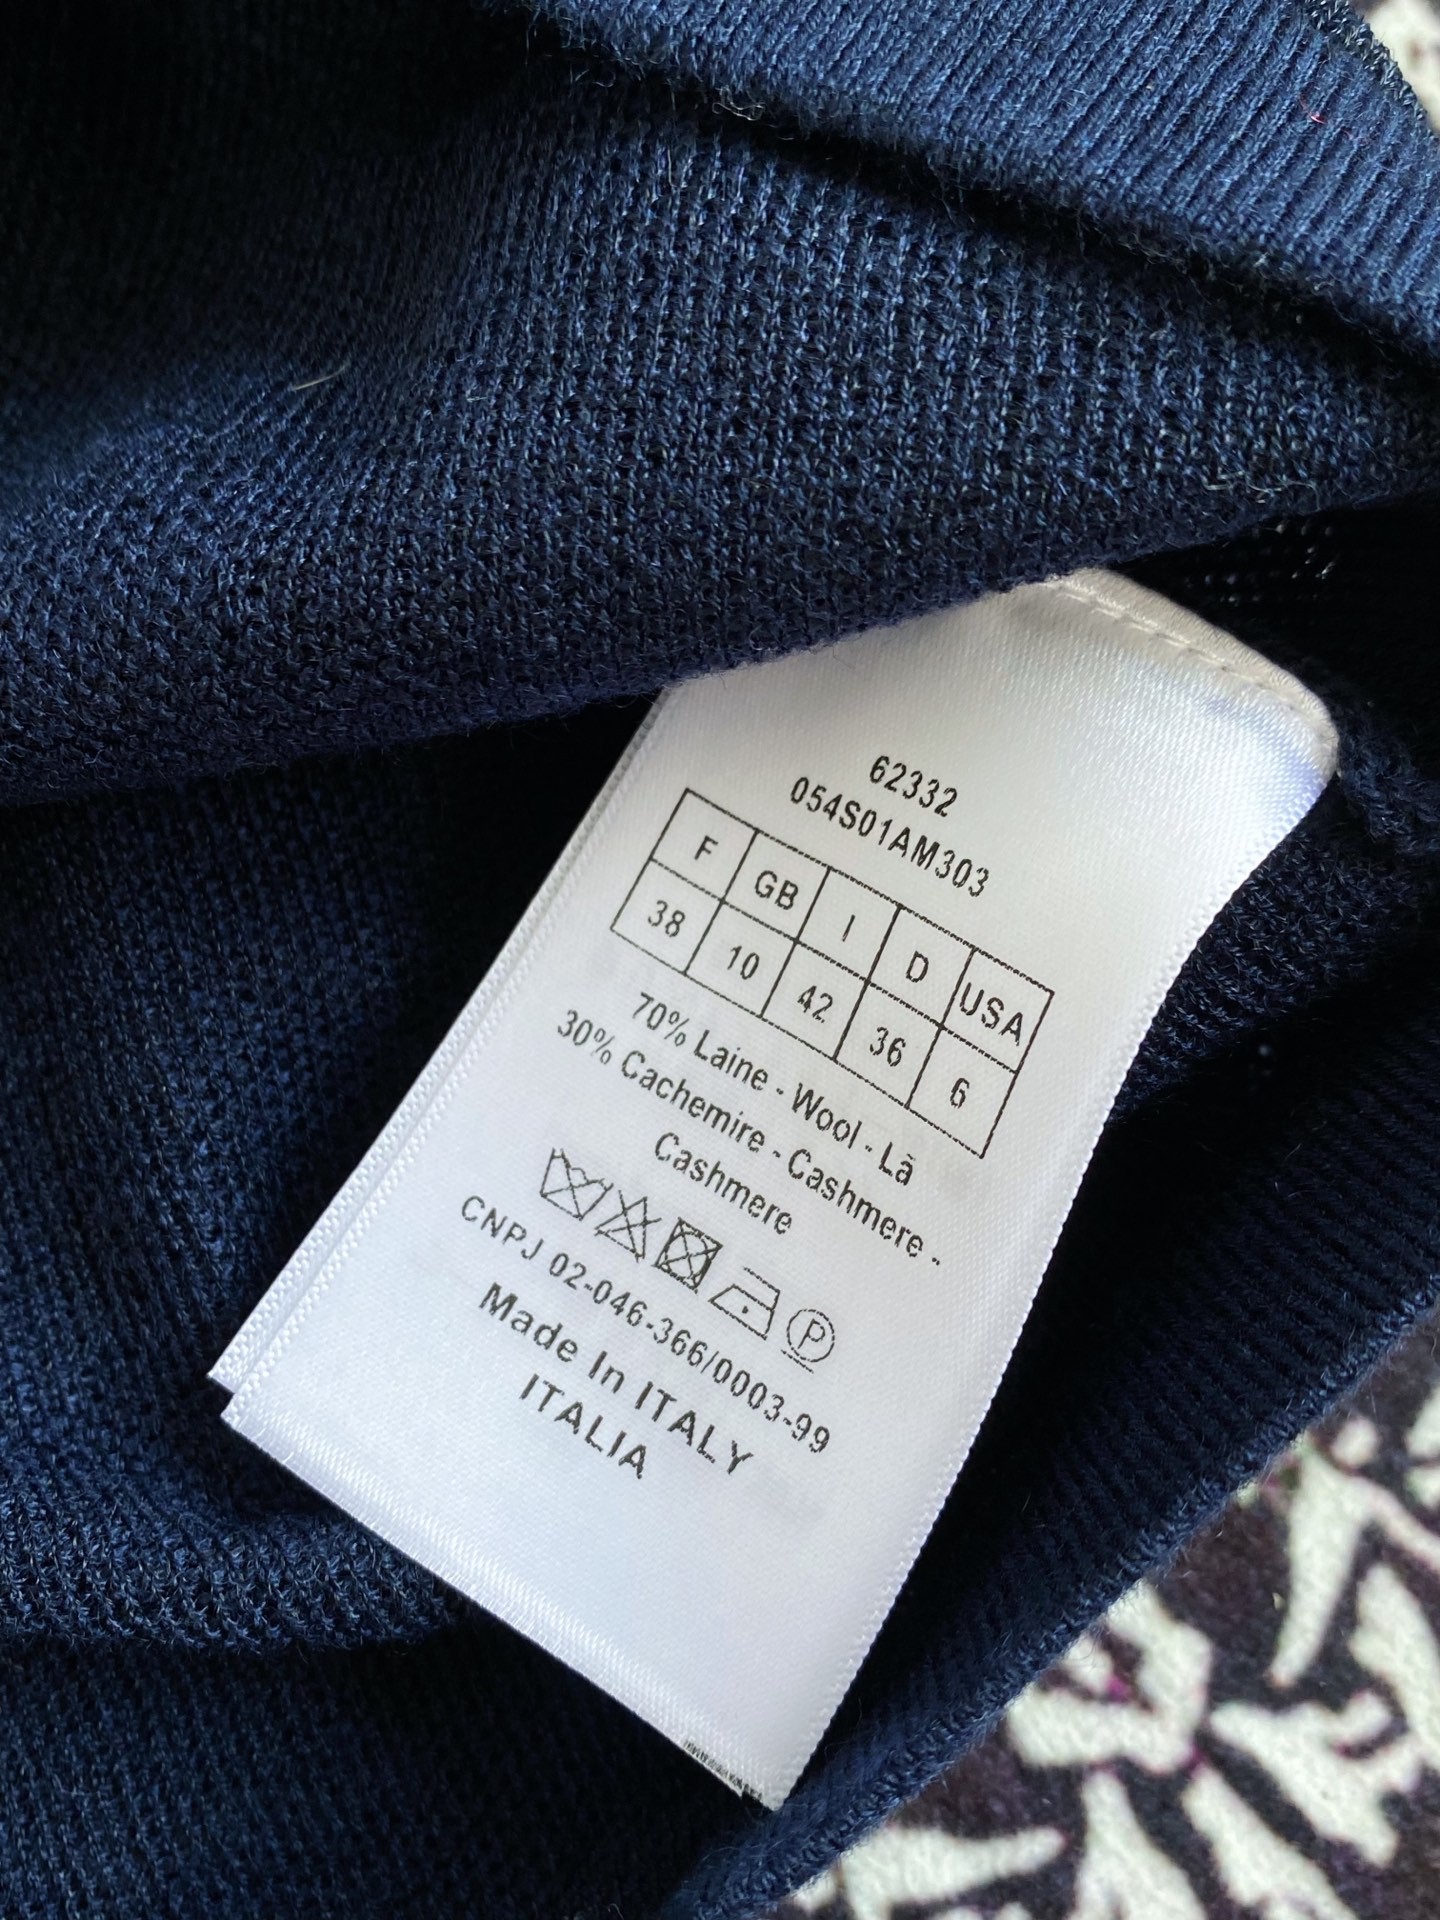 62332
054S01AM303
F GB I D USA
38 10 42 36 6
70% Laine - Wool - Lã
30% Cachemire - Cashmere -
Cashmere
P
CNPJ 02-046-366/0003-99
Made In ITALY
ITALIA